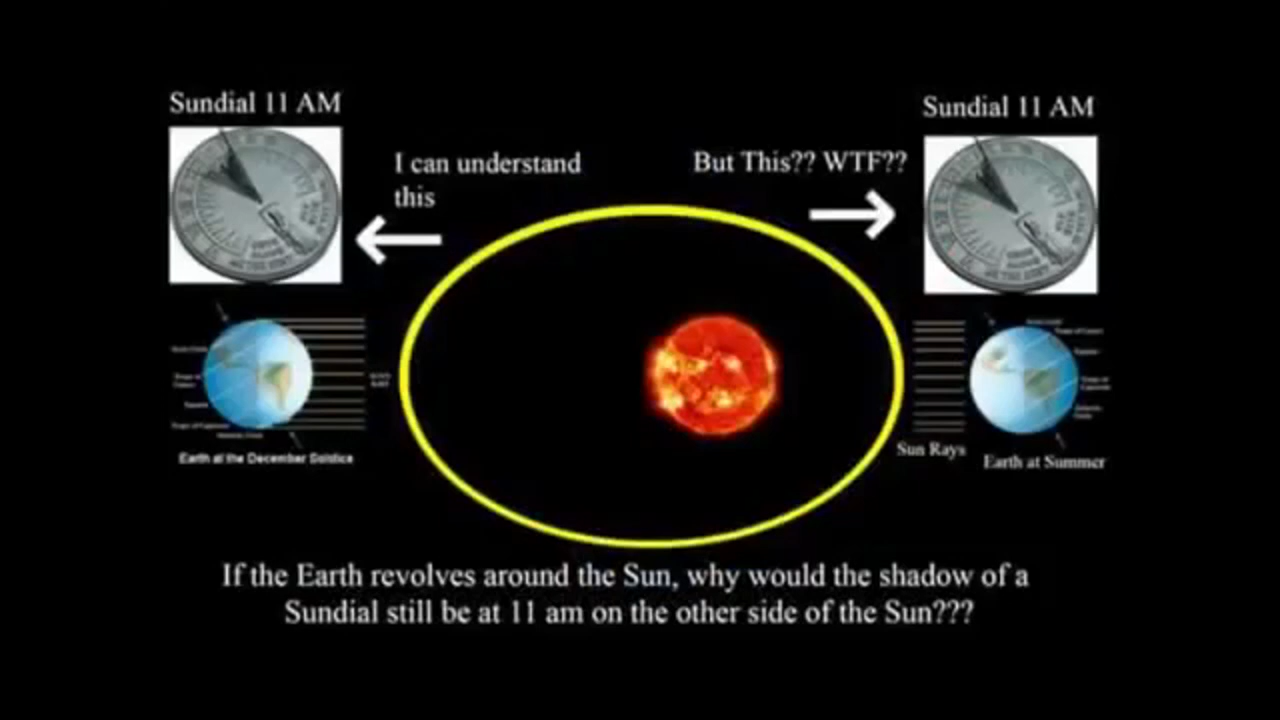 Sundial 11 AM
Sundial 11 AM
I can understand
this
But This?? WTF??
Sun Rays
Earth at the December Solstice
Earth at Summer
If the Earth revolves around the Sun, why would the shadow of a
Sundial still be at 11 am on the other side of the Sun???